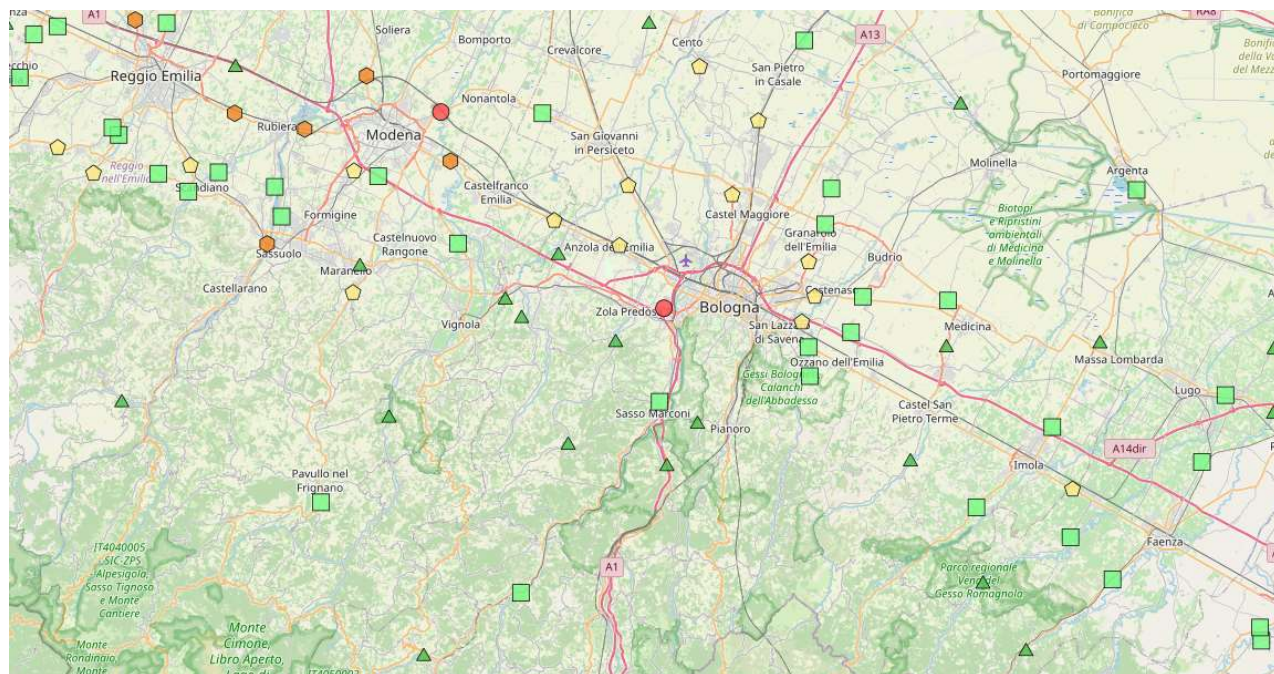 nza
A1
Soliera
Bomporto
Crevalcore
Cento
A13
Bonifica
di Campocieco
RA8
Reggio Emilia
Nonantola
San Pietro
in Casale
Portomaggiore
Bonific
della Va
del Mezz
Rubiera
Modena
San Giovanni
in Persiceto
Molinella
Argenta
Reggio
nell'Emilia
Scandiano
Castelfranco
Emilia
Castel Maggiore
Biotopi
e Ripristini
ambientali
di Medicina
e Molinella
Formigine
Castelnuovo
Rangone
Anzola dell'Emilia
Granarolo
dell'Emilia
Budrio
Sassuolo
Maranello
Castellarano
Castenaso
Vignola
Zola Predosa
Bologna
San Lazzaro
di Savena
Medicina
Ozzano dell'Emilia
Massa Lombarda
Gessi Bolognesi
Calanchi
dell'Abbadessa
Lugo
Sasso Marconi
Pianoro
Castel San
Pietro Terme
A14dir
Imola
Pavullo nel
Frignano
IT4040005
- SIC-ZPS
- Alpesigola,
Sasso Tignoso
e Monte
Cantiere
A1
Faenza
Parco regionale
Vena del
Gesso Romagnola
Monte
Cimone,
Libro Aperto,
Lago di
Monte
Rondinaio,
Monte